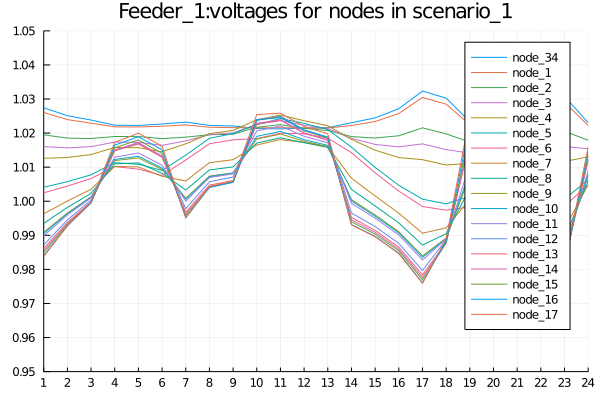 Feeder_1:voltages for nodes in scenario_1
1.05
1.04
1.03
1.02
1.01
1.00
0.99
0.98
0.97
0.96
0.95
1 2 3 4 5 6 7 8 9 10 11 12 13 14 15 16 17 18 19 20 21 22 23 24
node_34
node_1
node_2
node_3
node_4
node_5
node_6
node_7
node_8
node_9
node_10
node_11
node_12
node_13
node_14
node_15
node_16
node_17